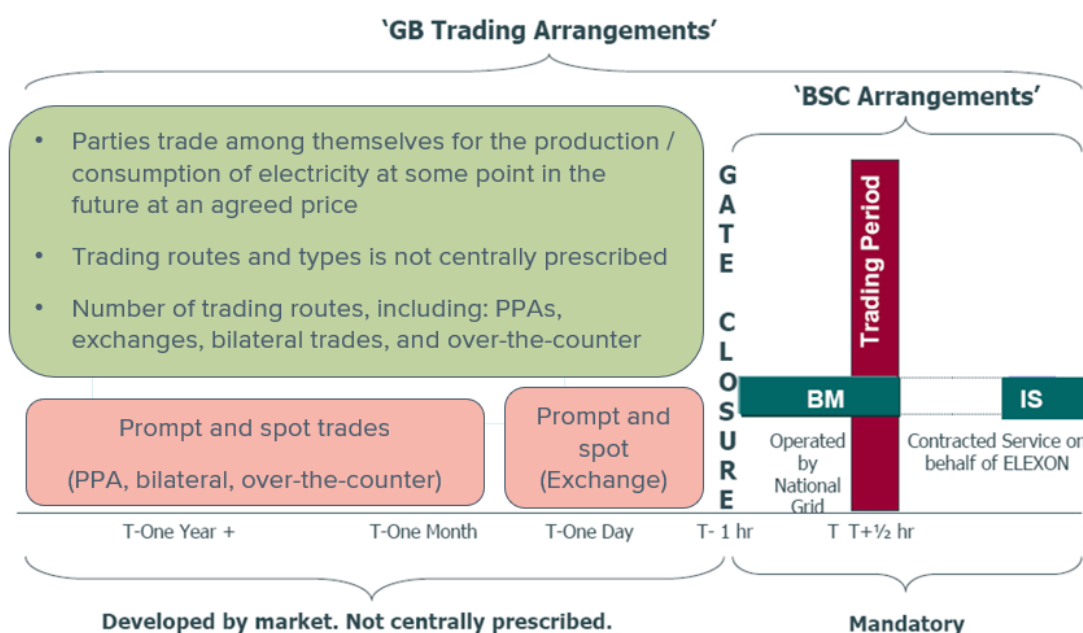 ‘GB Trading Arrangements’
‘BSC Arrangements’
• Parties trade among themselves for the production /
consumption of electricity at some point in the
future at an agreed price
• Trading routes and types is not centrally prescribed
• Number of trading routes, including: PPAs,
exchanges, bilateral trades, and over-the-counter
GATE CLOSURE
Trading Period
BM
IS
Prompt and spot trades
(PPA, bilateral, over-the-counter)
Prompt and
spot
(Exchange)
Operated
by
National
Grid
Contracted Service on
behalf of ELEXON
T-One Year +
T-One Month
T-One Day
T- 1 hr
T
T+½ hr
Developed by market. Not centrally prescribed.
Mandatory